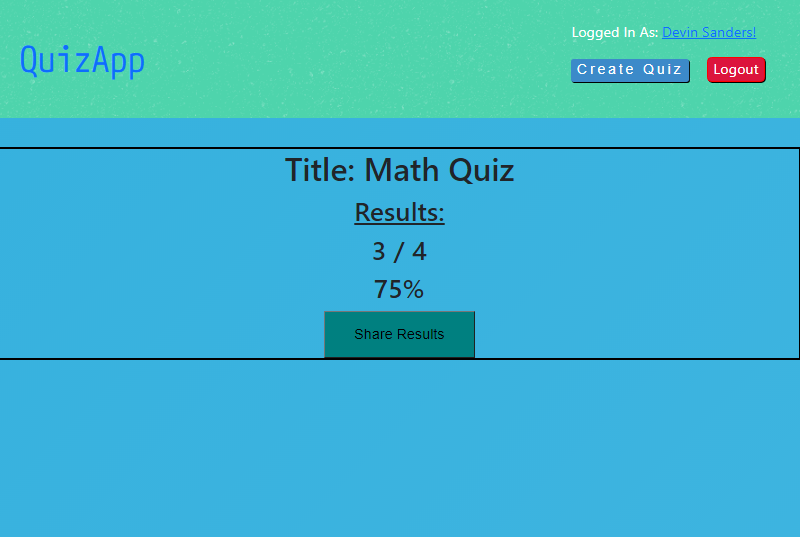 QuizApp
Logged In As: Devin Sanders!
Create Quiz
Logout
Title: Math Quiz
Results:
3 / 4
75%
Share Results